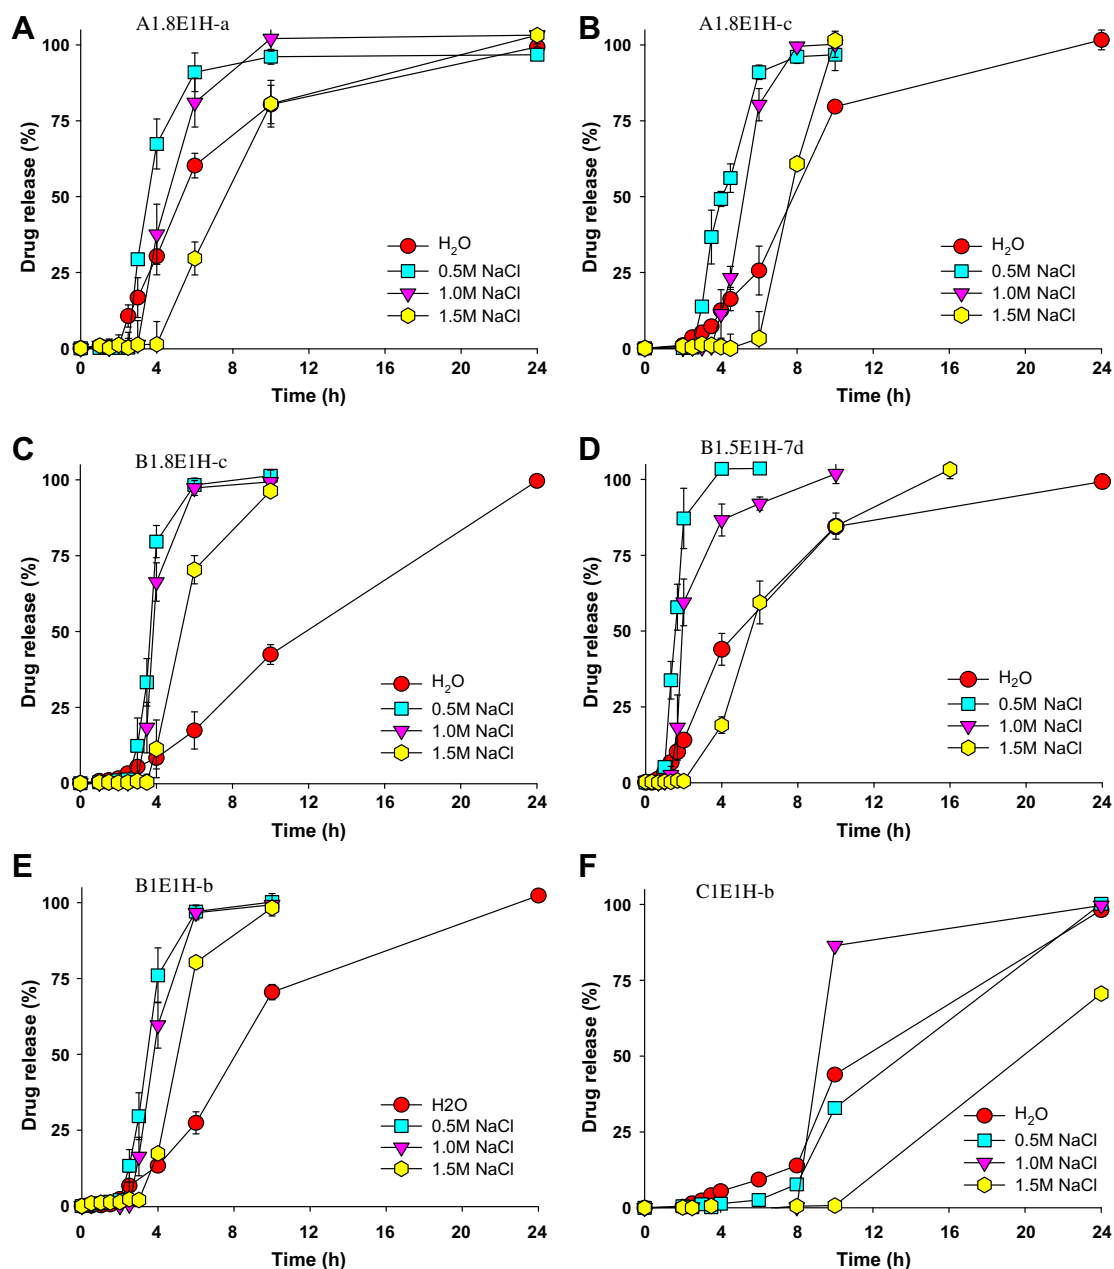 A
A1.8E1H-a
Drug release (%)
100
75
50
25
0
H₂O
0.5M NaCl
1.0M NaCl
1.5M NaCl
0 4 8 12 16 20 24
Time (h)
B
A1.8E1H-c
Drug release (%)
100
75
50
25
0
H₂O
0.5M NaCl
1.0M NaCl
1.5M NaCl
0 4 8 12 16 20 24
Time (h)
C
B1.8E1H-c
Drug release (%)
100
75
50
25
0
H₂O
0.5M NaCl
1.0M NaCl
1.5M NaCl
0 4 8 12 16 20 24
Time (h)
D
B1.5E1H-7d
Drug release (%)
100
75
50
25
0
H₂O
0.5M NaCl
1.0M NaCl
1.5M NaCl
0 4 8 12 16 20 24
Time (h)
E
B1E1H-b
Drug release (%)
100
75
50
25
0
H2O
0.5M NaCl
1.0M NaCl
1.5M NaCl
0 4 8 12 16 20 24
Time (h)
F
C1E1H-b
Drug release (%)
100
75
50
25
0
H₂O
0.5M NaCl
1.0M NaCl
1.5M NaCl
0 4 8 12 16 20 24
Time (h)